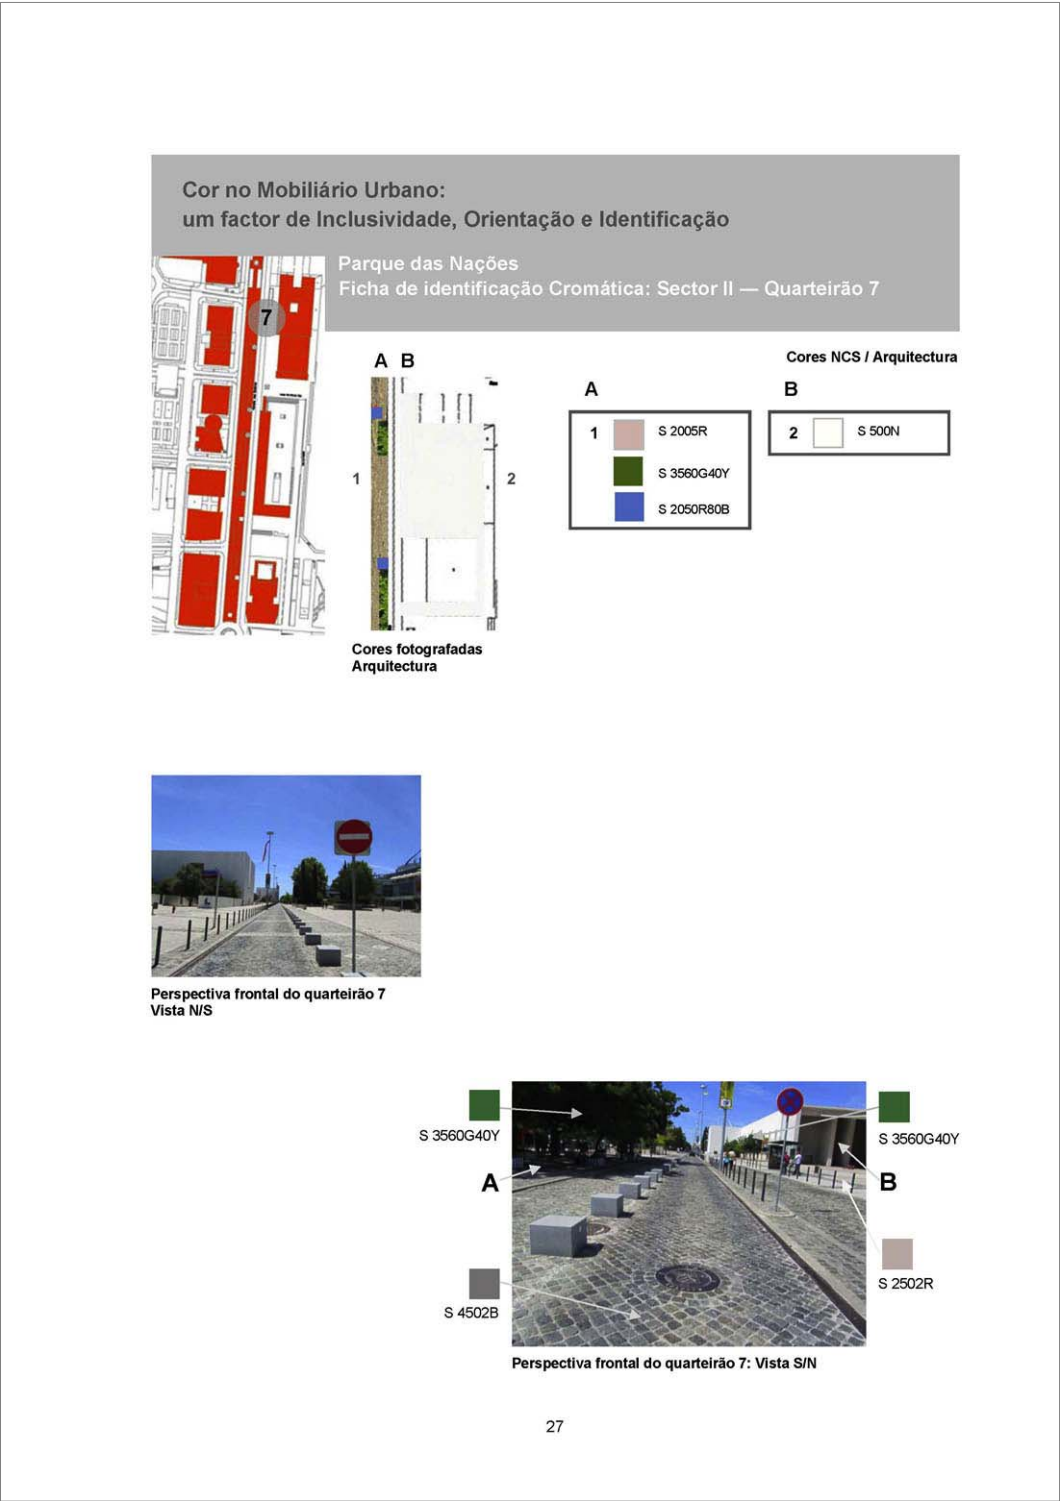 Cor no Mobiliário Urbano:
um factor de Inclusividade, Orientação e Identificação
Parque das Nações
Ficha de identificação Cromática: Sector II — Quarteirão 7
7
A B
1
2
Cores fotografadas
Arquitectura
Cores NCS / Arquitectura
A
1 S 2005R
S 3560G40Y
S 2050R80B
B
2 S 500N
Perspectiva frontal do quarteirão 7
Vista N/S
S 3560G40Y
A
S 4502B
S 3560G40Y
B
S 2502R
Perspectiva frontal do quarteirão 7: Vista S/N
27